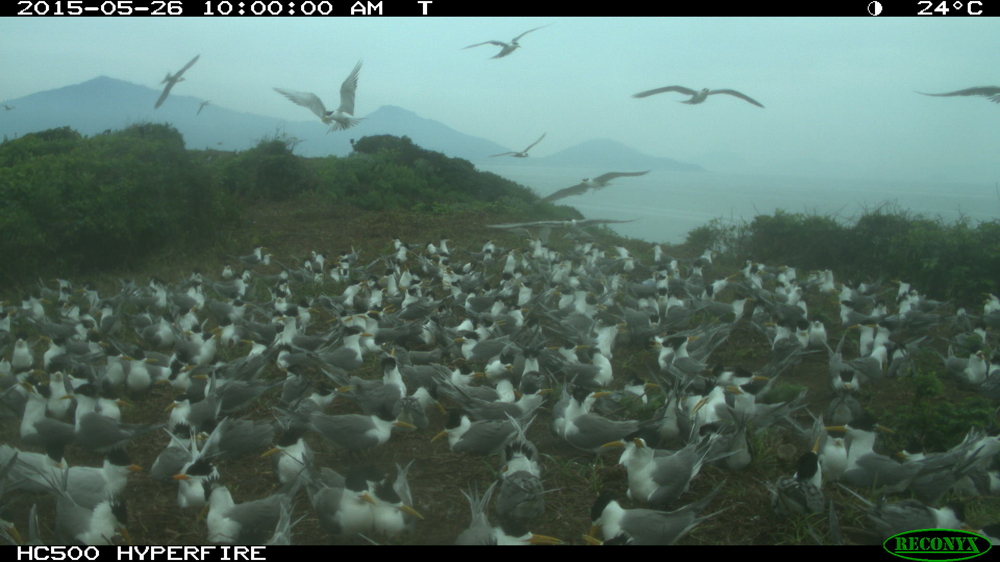 2015-05-26 10:00:00 AM T 24°C
HC500 HYPERFIRE
RECONYX